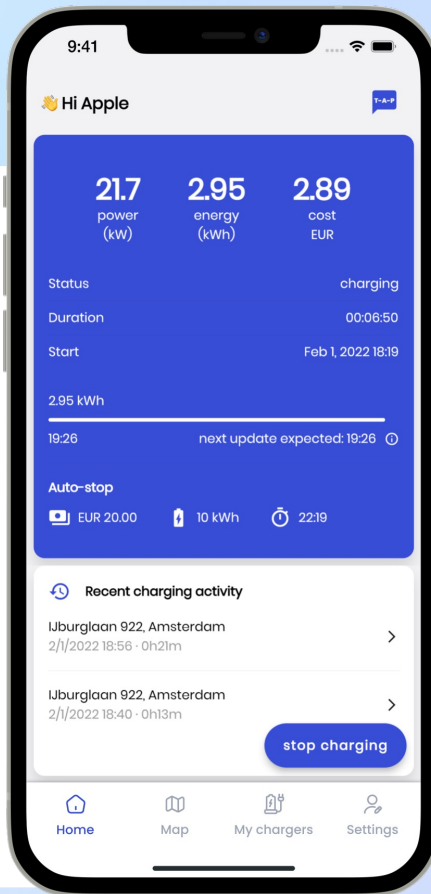 9:41
👋 Hi Apple
T-A-P
21.7 2.95 2.89
power energy cost
(kW) (kWh) EUR
Status charging
Duration 00:06:50
Start Feb 1, 2022 18:19
2.95 kWh
19:26 next update expected: 19:26
Auto-stop
EUR 20.00 10 kWh 22:19
Recent charging activity
IJburglaan 922, Amsterdam
2/1/2022 18:56 · 0h21m
IJburglaan 922, Amsterdam
2/1/2022 18:40 · 0h13m
stop charging
Home Map My chargers Settings